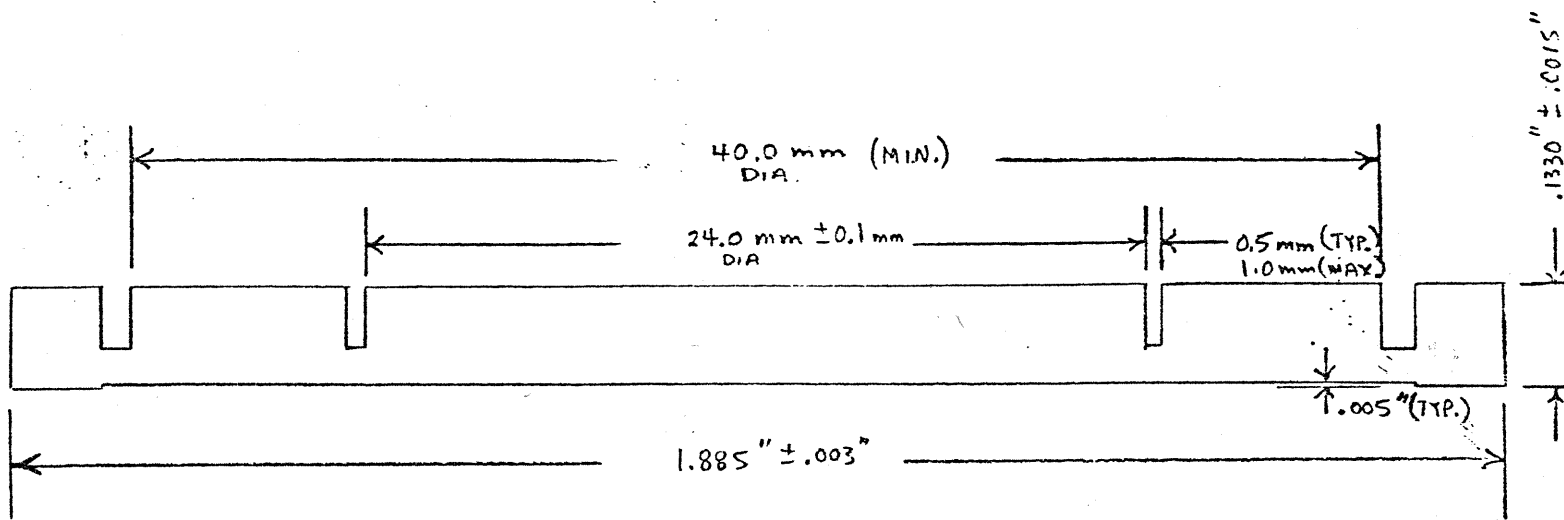 40.0 mm (MIN.)
DIA.
24.0 mm ±0.1 mm
DIA
0.5 mm (TYP.)
1.0 mm (MAX)
.1330" ± .0015"
.005" (TYP.)
1.885" ± .003"